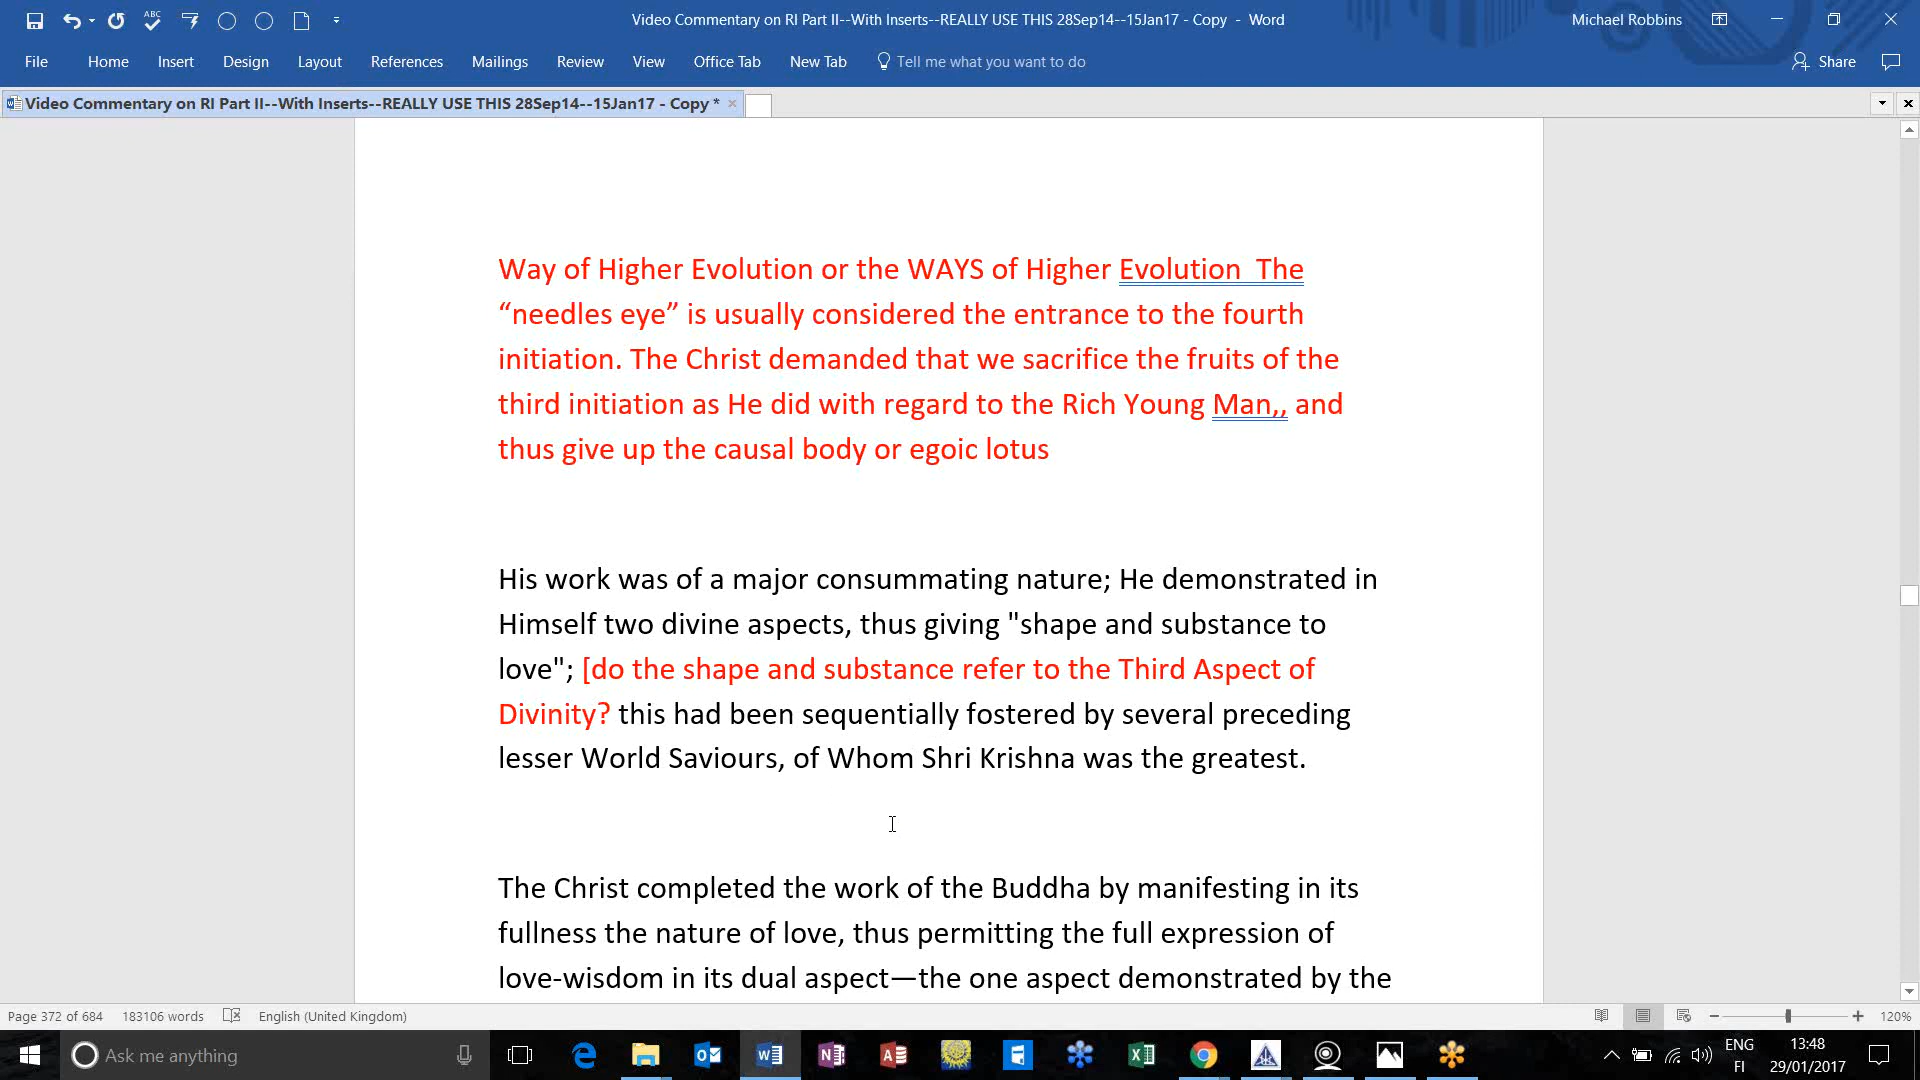 ABC
Video Commentary on RI Part II--With Inserts--REALLY USE THIS 28Sep14--15Jan17 - Copy  -  Word
Michael Robbins
File Home Insert Design Layout References Mailings Review View Office Tab New Tab Tell me what you want to do Share
Video Commentary on RI Part II--With Inserts--REALLY USE THIS 28Sep14--15Jan17 - Copy *
Way of Higher Evolution or the WAYS of Higher Evolution  The
“needles eye” is usually considered the entrance to the fourth
initiation. The Christ demanded that we sacrifice the fruits of the
third initiation as He did with regard to the Rich Young Man,, and
thus give up the causal body or egoic lotus
His work was of a major consummating nature; He demonstrated in
Himself two divine aspects, thus giving "shape and substance to
love"; [do the shape and substance refer to the Third Aspect of
Divinity? this had been sequentially fostered by several preceding
lesser World Saviours, of Whom Shri Krishna was the greatest.
The Christ completed the work of the Buddha by manifesting in its
fullness the nature of love, thus permitting the full expression of
love-wisdom in its dual aspect—the one aspect demonstrated by the
Page 372 of 684 183106 words English (United Kingdom) 120%
Ask me anything
ENG
FI
13:48
29/01/2017